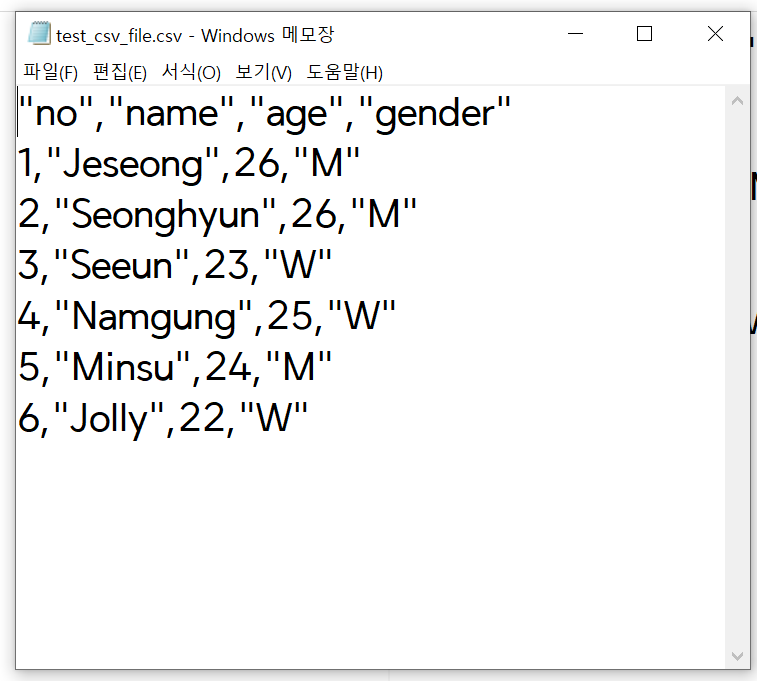 test_csv_file.csv - Windows 메모장
파일(F) 편집(E) 서식(O) 보기(V) 도움말(H)
"no","name","age","gender"
1,"Jeseong",26,"M"
2,"Seonghyun",26,"M"
3,"Seeun",23,"W"
4,"Namgung",25,"W"
5,"Minsu",24,"M"
6,"Jolly",22,"W"